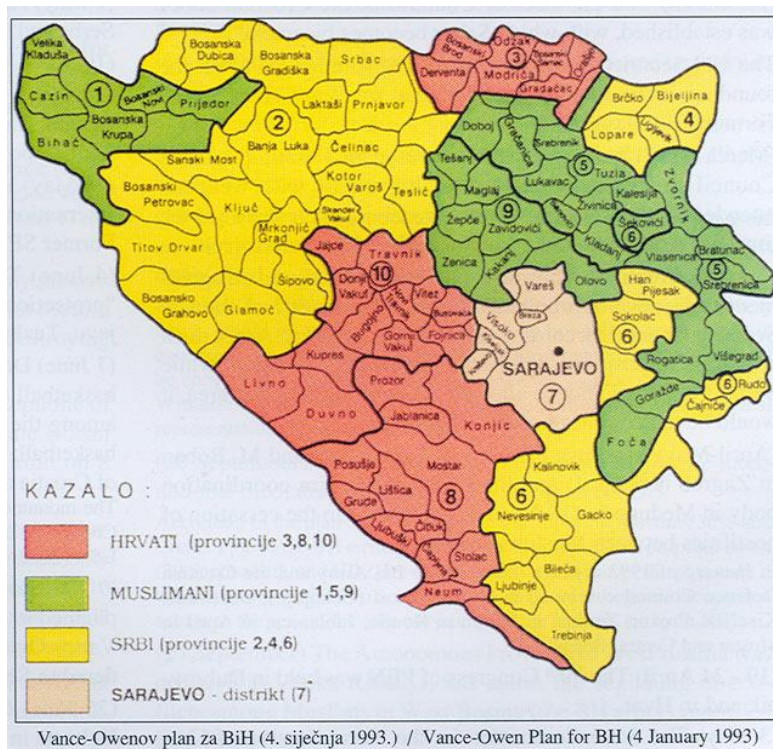 Velika
Kladuša
Cazin
Bihać
Bosanska
Krupa
Bosanski
Novi
Prijedor
1
Bosanska
Dubica
Bosanska
Gradiška
Srbac
Laktaši
Prnjavor
2
Banja Luka
Čelinac
Sanski Most
Kotor
Varoš
Teslić
Bosanski
Petrovac
Ključ
Skender
Vakuf
Mrkonjić
Grad
Titov Drvar
Šipovo
Bosansko
Grahovo
Glamoč
Bosanski
Brod
Odžak
3
Bosanski
Šamac
Orašje
Derventa
Modriča
Gradačac
Brčko
Bijeljina
4
Lopare
Ugljevik
Doboj
Gračanica
Srebrenik
5
Tuzla
Tešanj
Lukavac
Kalesija
Zvornik
Maglaj
Živinice
9
Žepče
Zavidovići
Banovići
Šekovići
6
Kladanj
Vlasenica
Bratunac
5
Srebrenica
Zenica
Kakanj
Olovo
Jajce
Travnik
10
Donji
Vakuf
Novi
Travnik
Vitez
Busovača
Bugojno
Gornji
Vakuf
Fojnica
Kupres
Vareš
Visoko
Breza
SARAJEVO
7
Han
Pijesak
Sokolac
6
Rogatica
Višegrad
Goražde
6
Rudo
Čajniče
Foča
Livno
Duvno
Prozor
Jablanica
Konjic
Posušje
Mostar
Lištica
8
Grude
Čitluk
Ljubuški
Čapljina
Stolac
Neum
Kalinovik
6
Nevesinje
Gacko
Bileća
Ljubinje
Trebinja
KAZALO :
HRVATI (provincije 3,8,10)
MUSLIMANI (provincije 1,5,9)
SRBI (provincije 2,4,6)
SARAJEVO - distrikt (7)
Vance-Owenov plan za BiH (4. siječnja 1993.) / Vance-Owen Plan for BH (4 January 1993)